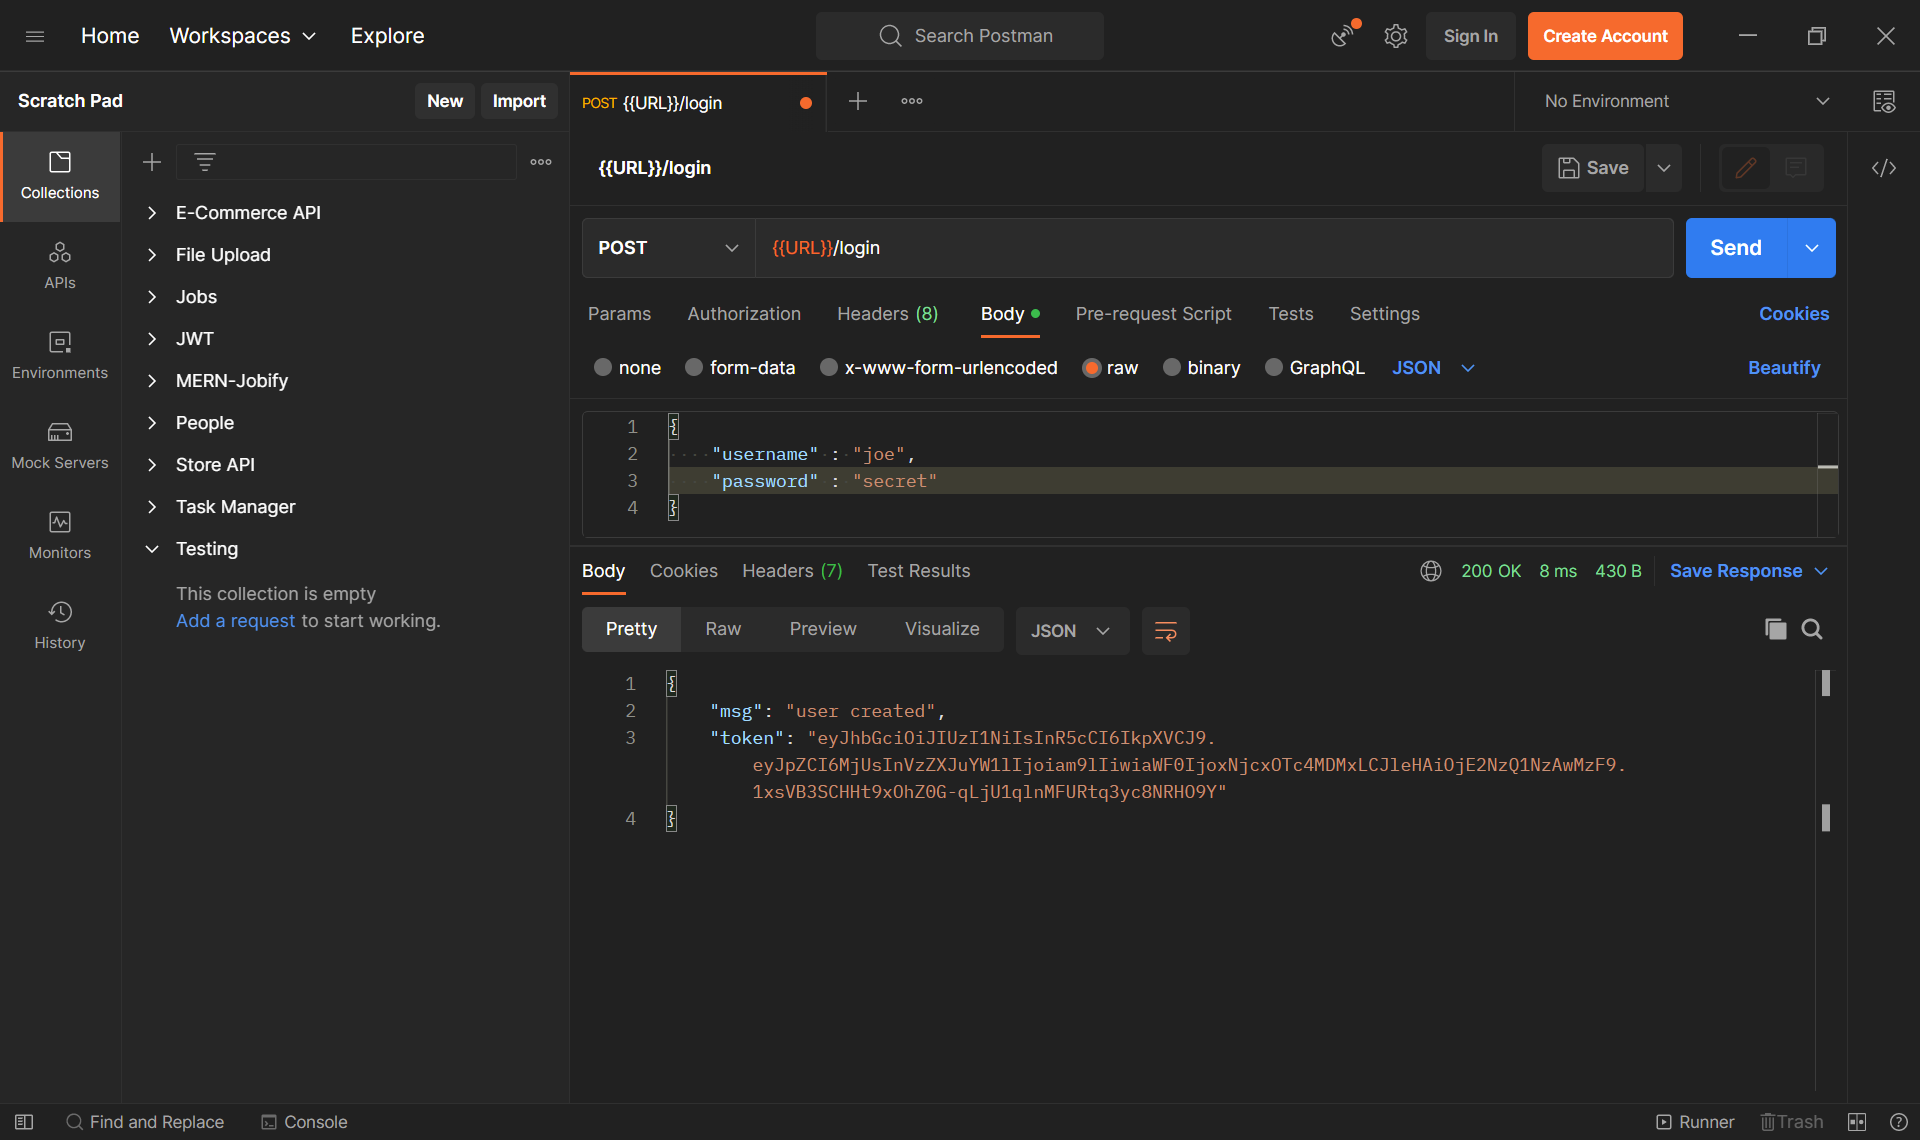 Home Workspaces Explore
Search Postman
Sign In
Create Account
Scratch Pad
New Import
POST {{URL}}/login
No Environment
Collections
APIs
Environments
Mock Servers
Monitors
History
E-Commerce API
File Upload
Jobs
JWT
MERN-Jobify
People
Store API
Task Manager
Testing
This collection is empty
Add a request to start working.
{{URL}}/login
Save
POST
{{URL}}/login
Send
Params Authorization Headers (8) Body Pre-request Script Tests Settings Cookies
none form-data x-www-form-urlencoded raw binary GraphQL JSON Beautify
1 {
2 "username" : "joe",
3 "password" : "secret"
4 }
Body Cookies Headers (7) Test Results
200 OK 8 ms 430 B Save Response
Pretty Raw Preview Visualize JSON
1 {
2 "msg": "user created",
3 "token": "eyJhbGciOiJIUzI1NiIsInR5cCI6IkpXVCJ9.
eyJpZCI6MjUsInVzZXJuYW1lIjoiam9lIiwiaWF0IjoxNjcxOTc4MDMxLCJleHAiOjE2NzQ1NzAwMzF9.
1xsVB3SCHHt9xOhZ0G-qLjU1qlnMFURtq3yc8NRHO9Y"
4 }
Find and Replace Console
Runner Trash